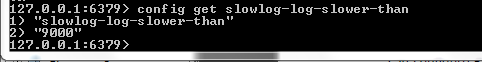 127.0.0.1:6379> config get slowlog-log-slower-than
1) "slowlog-log-slower-than"
2) "9000"
127.0.0.1:6379>